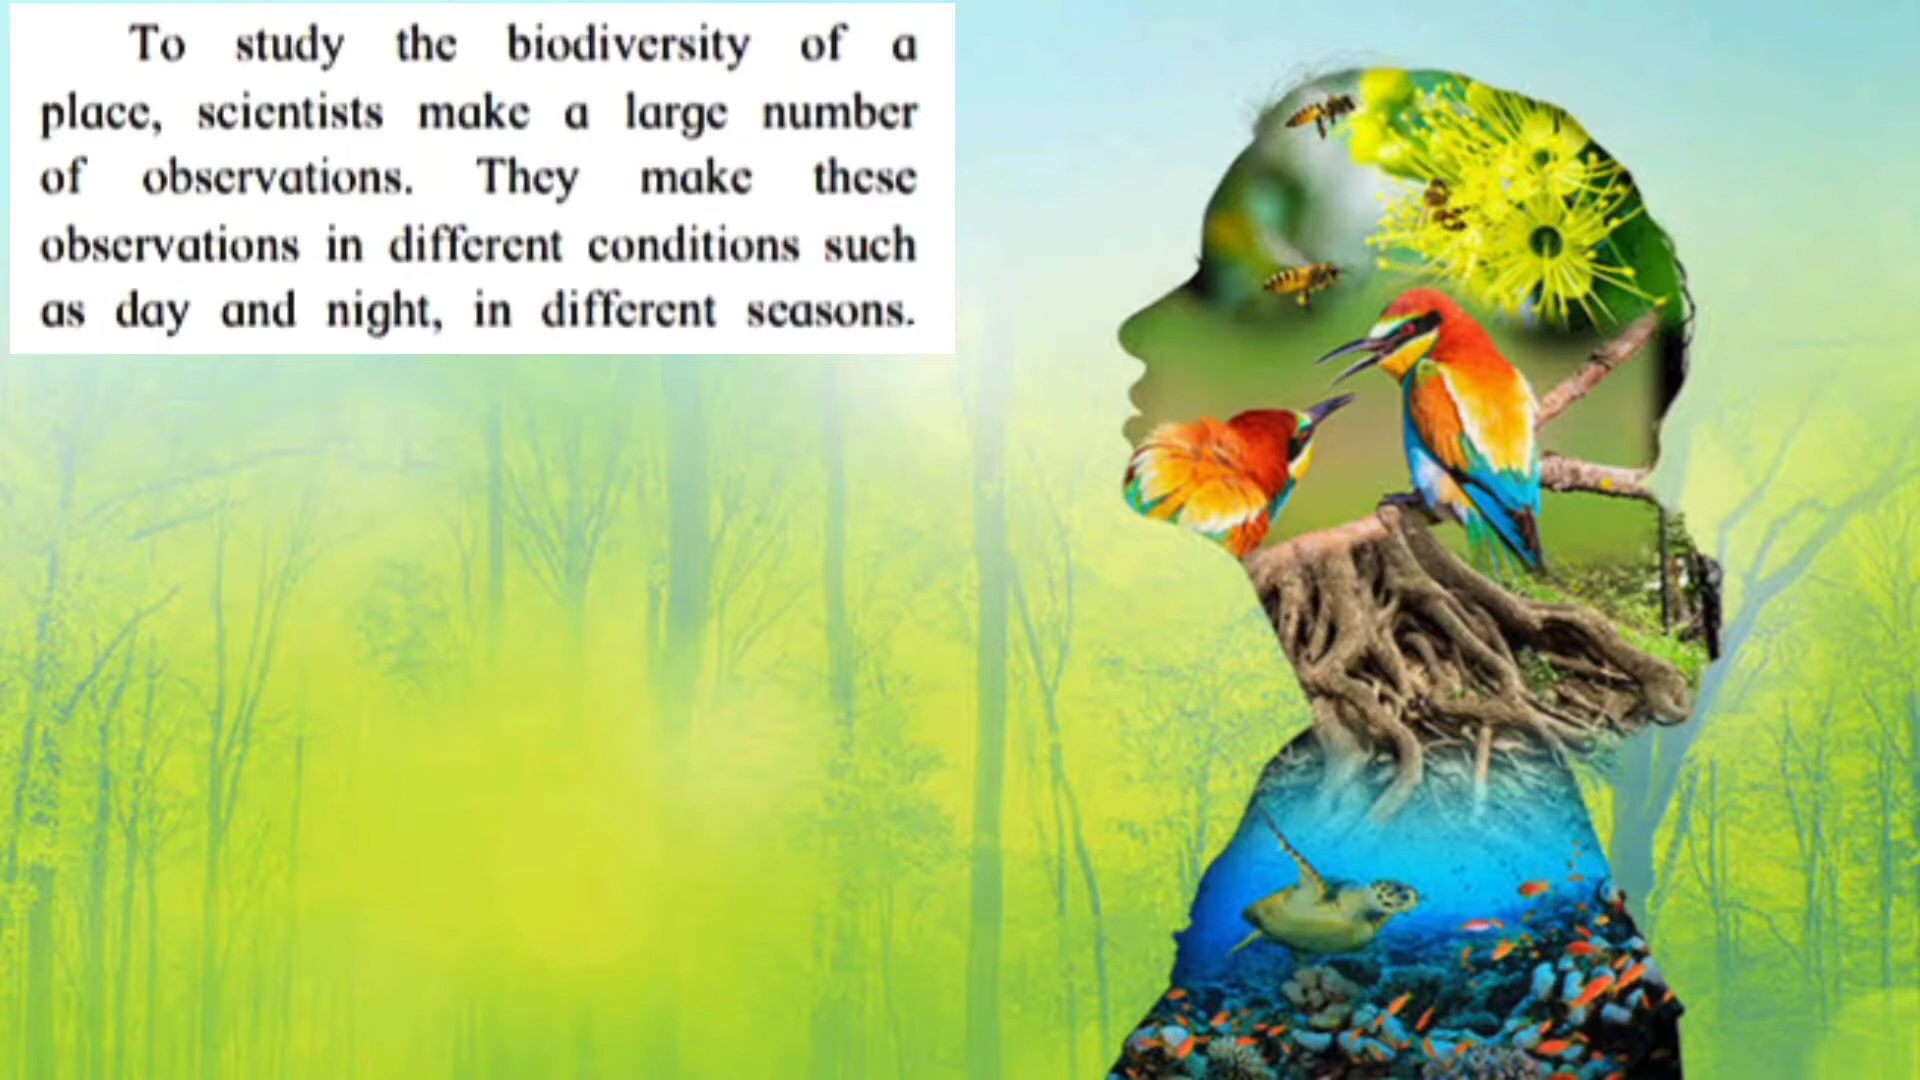 To study the biodiversity of a
place, scientists make a large number
of observations. They make these
observations in different conditions such
as day and night, in different seasons.